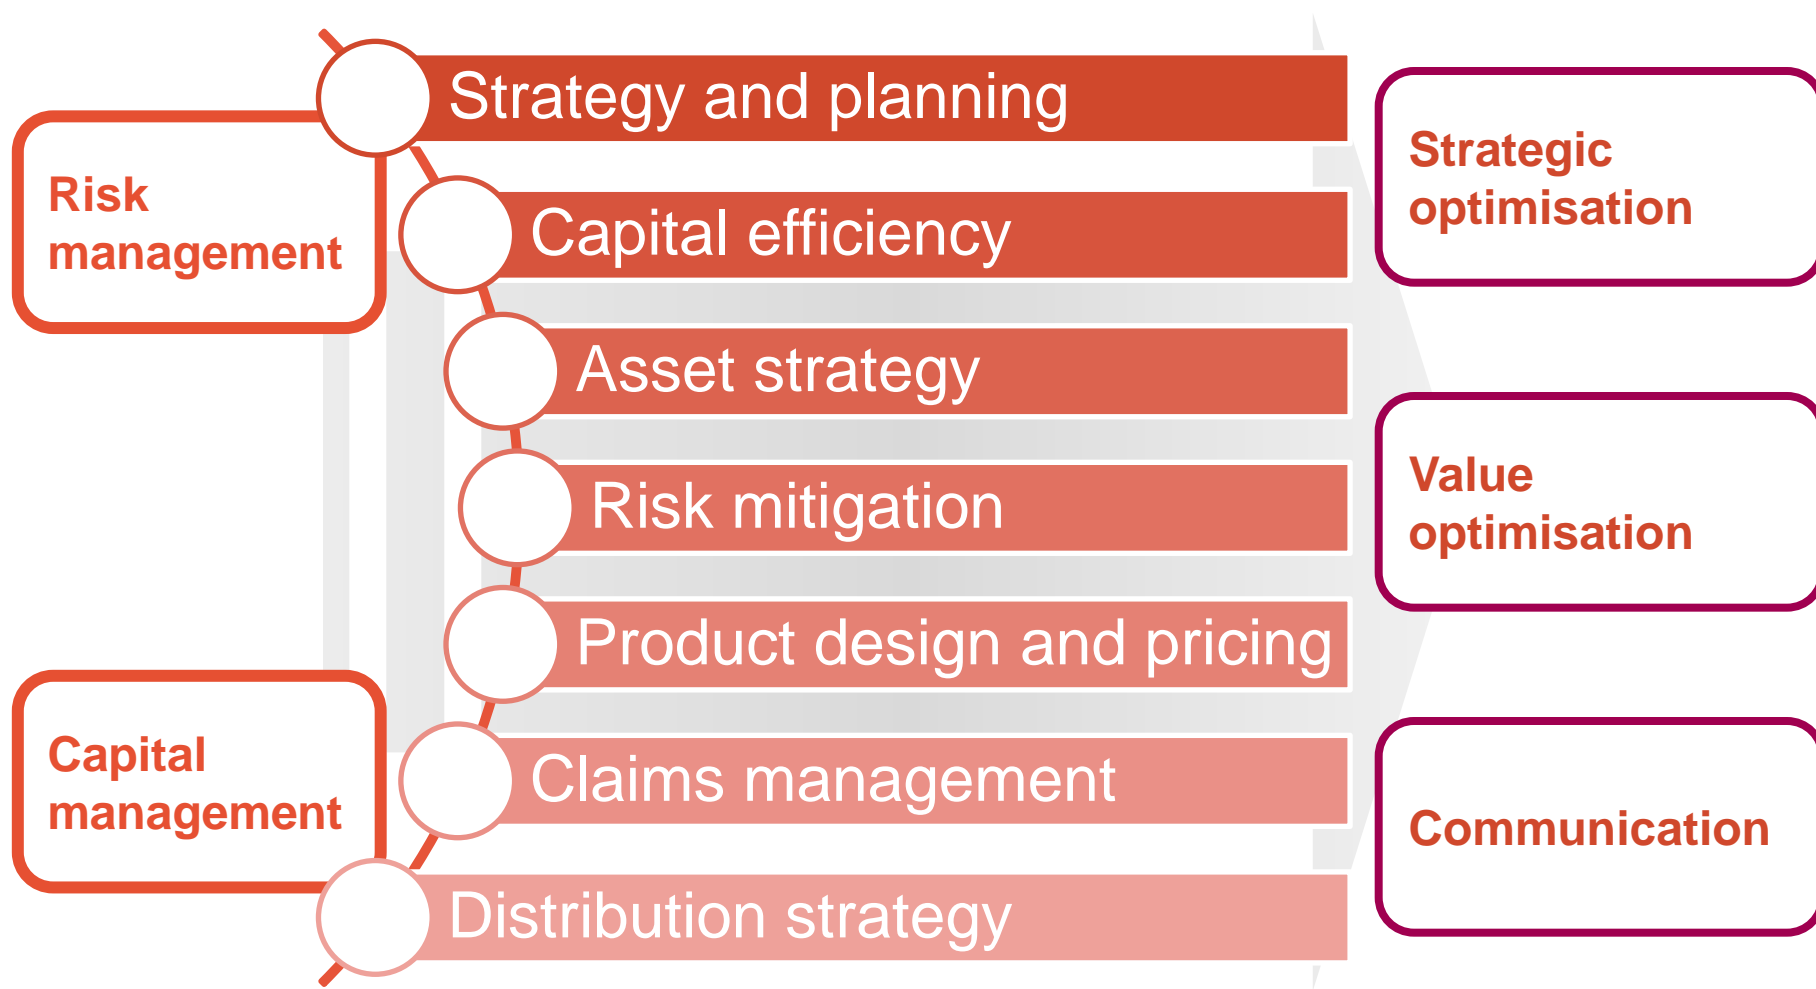 Risk
management
Capital
management
Strategy and planning
Capital efficiency
Asset strategy
Risk mitigation
Product design and pricing
Claims management
Distribution strategy
Strategic
optimisation
Value
optimisation
Communication